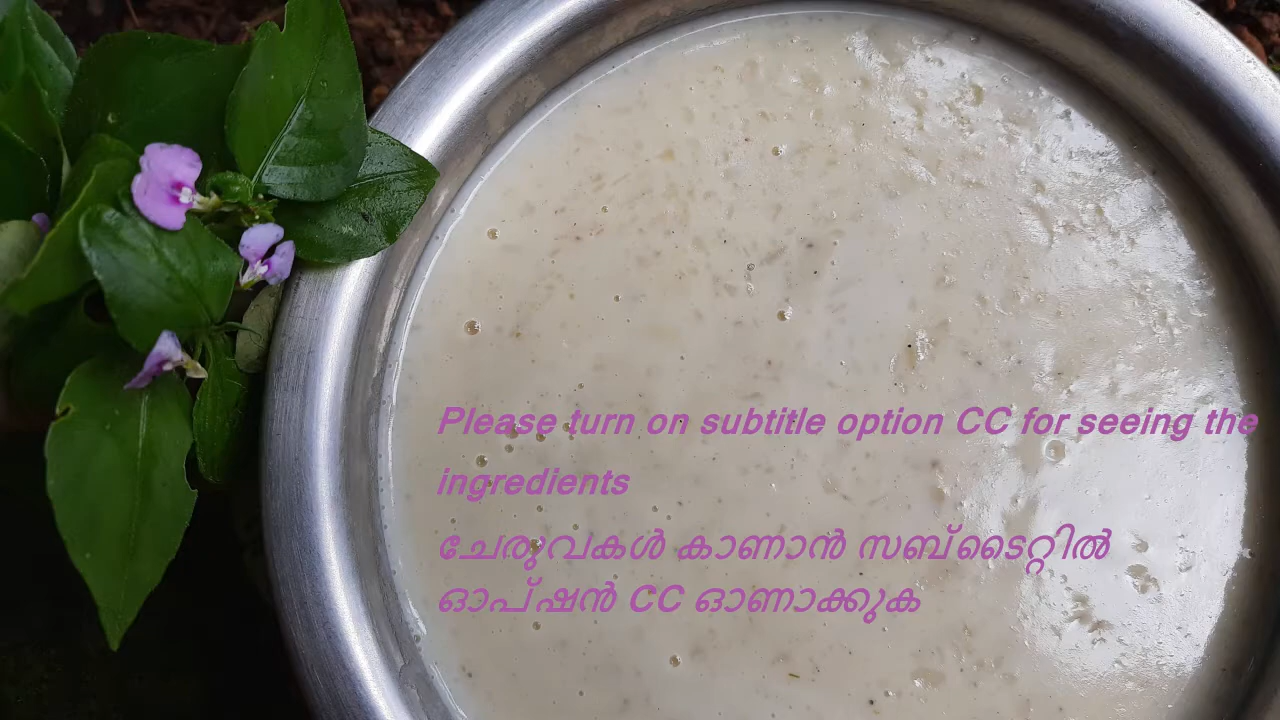 Please turn on subtitle option CC for seeing the
ingredients
ചേരുവകൾ കാണാൻ സബ്ടൈറ്റിൽ
ഓപ്ഷൻ CC ഓണാക്കുക